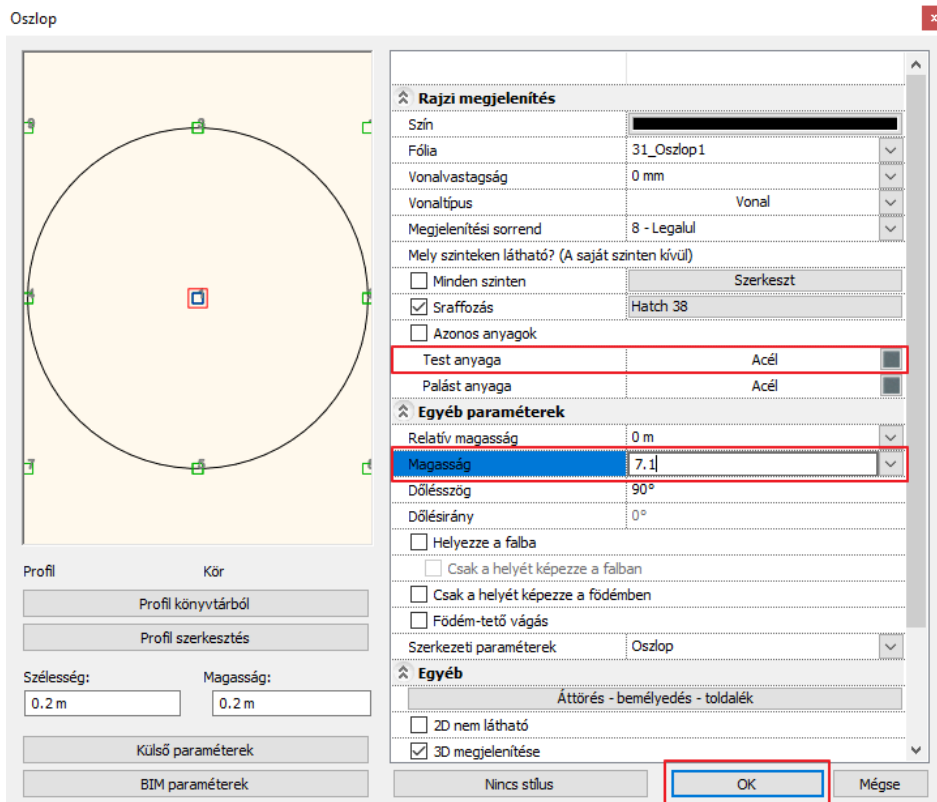 Oszlop
x
Rajzi megjelenítés
Szín
Fólia 31_Oszlop1
Vonalvastagság 0 mm
Vonaltípus Vonal
Megjelenítési sorrend 8 - Legalul
Mely szinteken látható? (A saját szinten kívül)
Minden szinten Szerkeszt
Sraffozás Hatch 38
Azonos anyagok
Test anyaga Acél
Palást anyaga Acél
Egyéb paraméterek
Relatív magasság 0 m
Magasság 7.1
Dőlésszög 90°
Dőlésirány 0°
Helyezze a falba
Csak a helyét képezze a falban
Csak a helyét képezze a födémben
Födém-tető vágás
Szerkezeti paraméterek Oszlop
Egyéb
Áttörés - bemélyedés - toldalék
2D nem látható
3D megjelenítése
Profil Kör
Profil könyvtárból
Profil szerkesztés
Szélesség: Magasság:
0.2 m 0.2 m
Külső paraméterek
BIM paraméterek
Nincs stílus OK Mégse